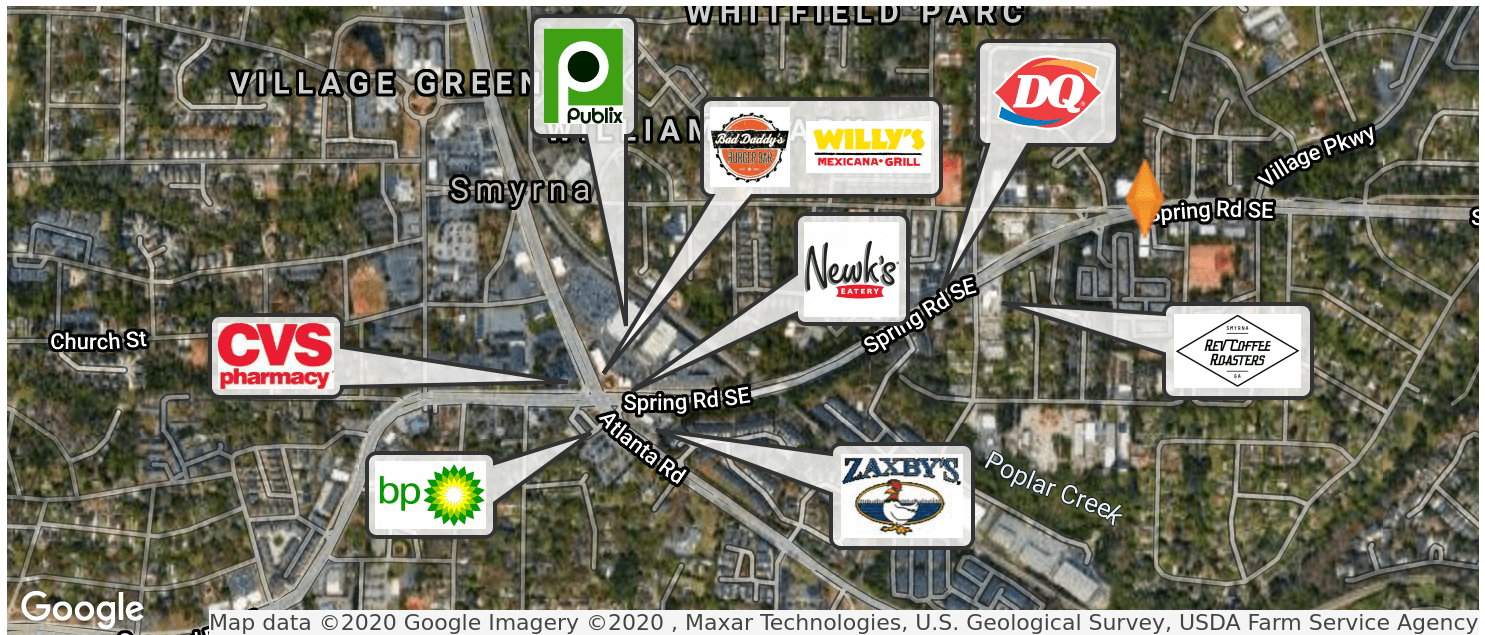 WHITFIELD PARC
VILLAGE GREEN
Publix
Bad Daddy's
BURGER BAR
WILLY'S
MEXICANA•GRILL
DQ
Smyrna
Village Pkwy
Spring Rd SE
Newk's
EATERY
Spring Rd SE
Church St
CVS
pharmacy
SMYRNA
REV COFFEE
ROASTERS
GA
Spring Rd SE
Atlanta Rd
bp
ZAXBY'S
Poplar Creek
Google
Map data ©2020 Google Imagery ©2020 , Maxar Technologies, U.S. Geological Survey, USDA Farm Service Agency